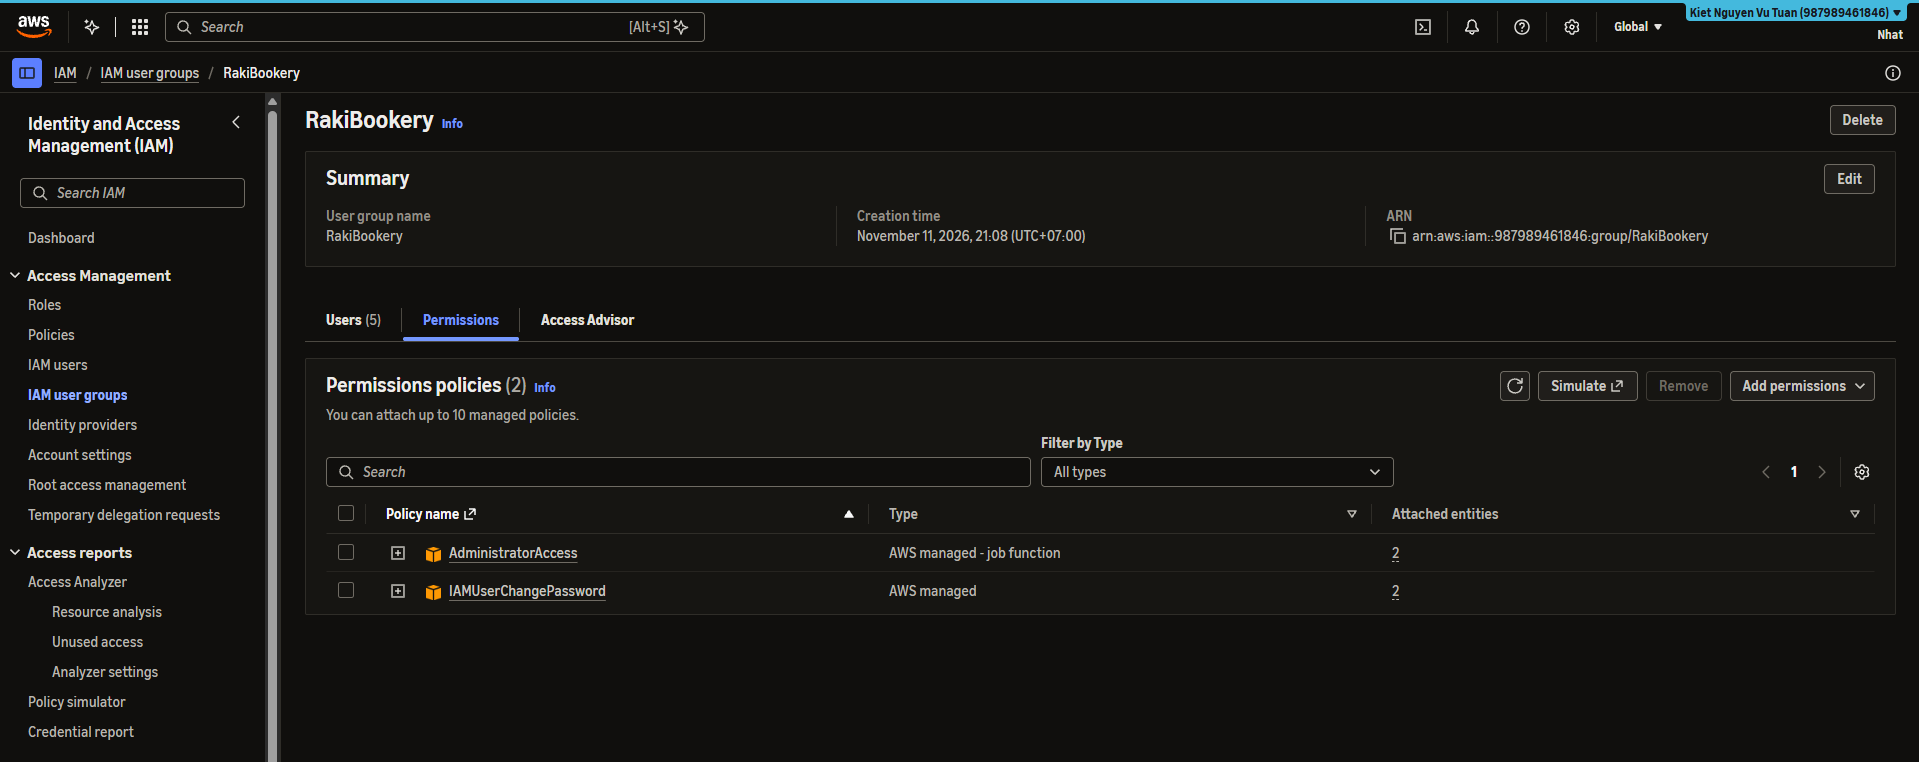 aws
Search [Alt+S]
Global
Kiet Nguyen Vu Tuan (987989461846)
Nhat
IAM / IAM user groups / RakiBookery
Identity and Access Management (IAM)
Search IAM
Dashboard
Access Management
Roles
Policies
IAM users
IAM user groups
Identity providers
Account settings
Root access management
Temporary delegation requests
Access reports
Access Analyzer
Resource analysis
Unused access
Analyzer settings
Policy simulator
Credential report
RakiBookery Info
Delete
Summary
Edit
User group name
RakiBookery
Creation time
November 11, 2026, 21:08 (UTC+07:00)
ARN
arn:aws:iam::987989461846:group/RakiBookery
Users (5) Permissions Access Advisor
Permissions policies (2) Info
Simulate Remove Add permissions
You can attach up to 10 managed policies.
Filter by Type
Search
All types
1
Policy name Type Attached entities
AdministratorAccess AWS managed - job function 2
IAMUserChangePassword AWS managed 2